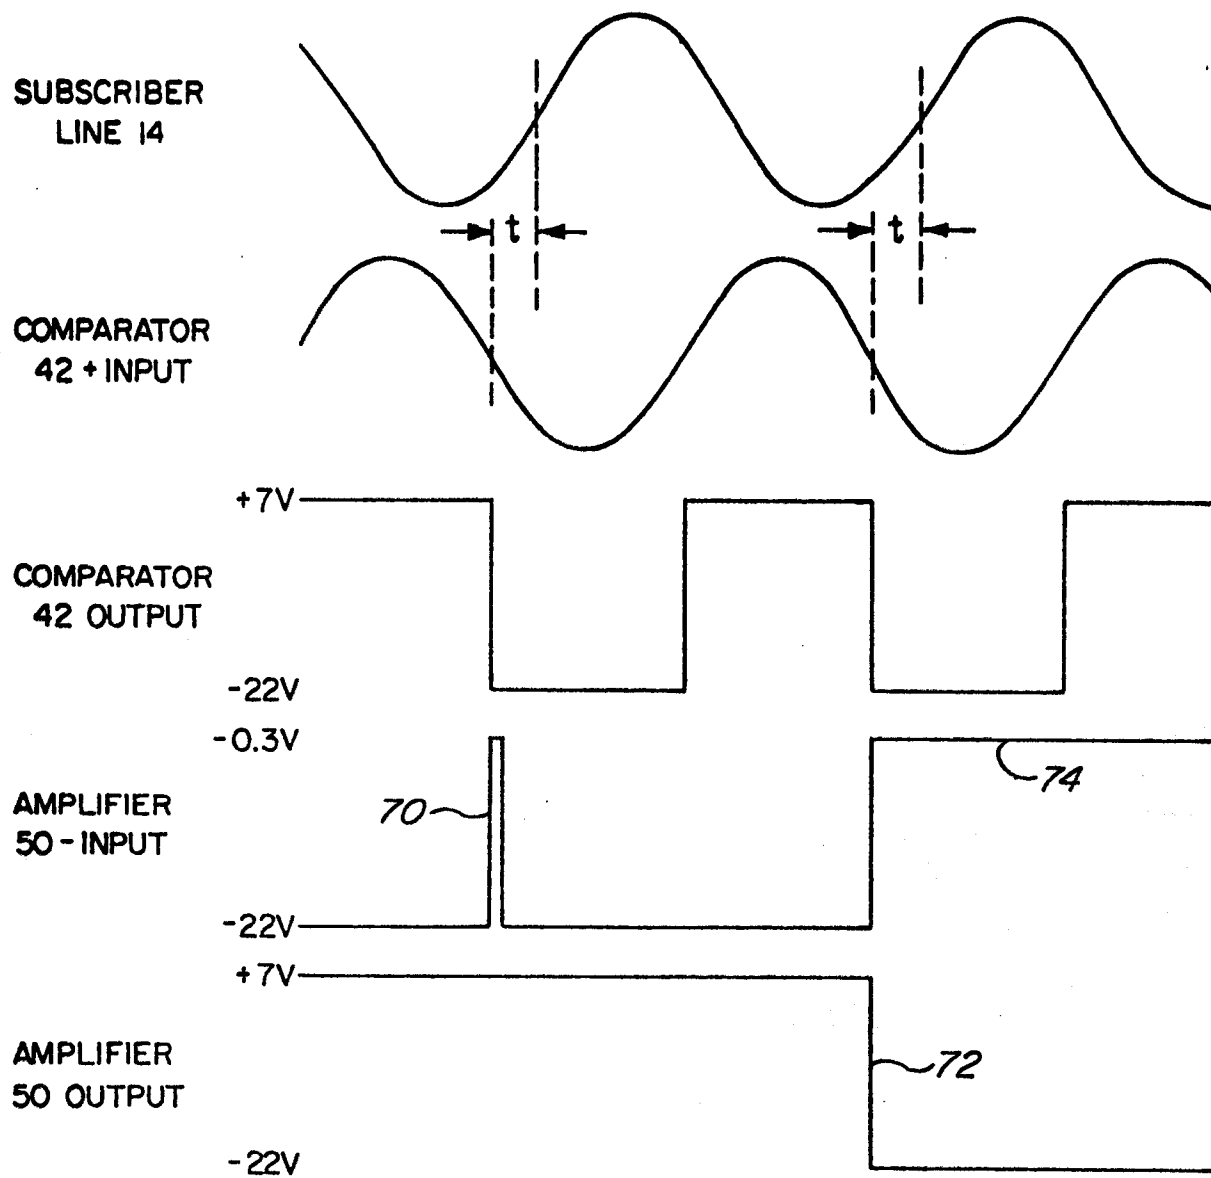 SUBSCRIBER
LINE 14
t
t
COMPARATOR
42 + INPUT
+7V
COMPARATOR
42 OUTPUT
-22V
-0.3V
74
AMPLIFIER
50 - INPUT
70
-22V
+7V
AMPLIFIER
50 OUTPUT
72
-22V